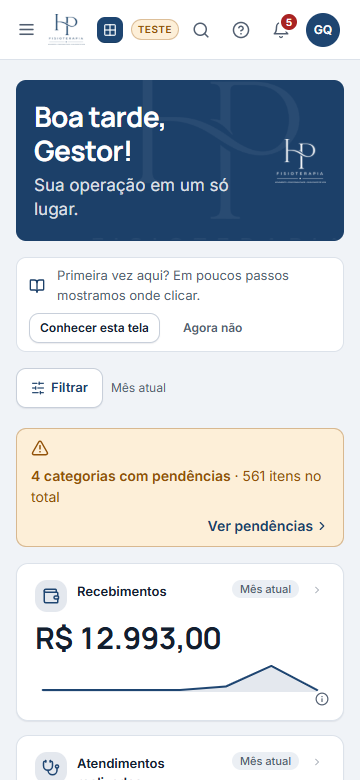 HP
FISIOTERAPIA
TESTE
5
GQ
Boa tarde,
Gestor!
Sua operação em um só
lugar.
HP
FISIOTERAPIA
Primeira vez aqui? Em poucos passos
mostramos onde clicar.
Conhecer esta tela
Agora não
Filtrar
Mês atual
4 categorias com pendências · 561 itens no
total
Ver pendências
Recebimentos
Mês atual
R$ 12.993,00
Atendimentos
Mês atual